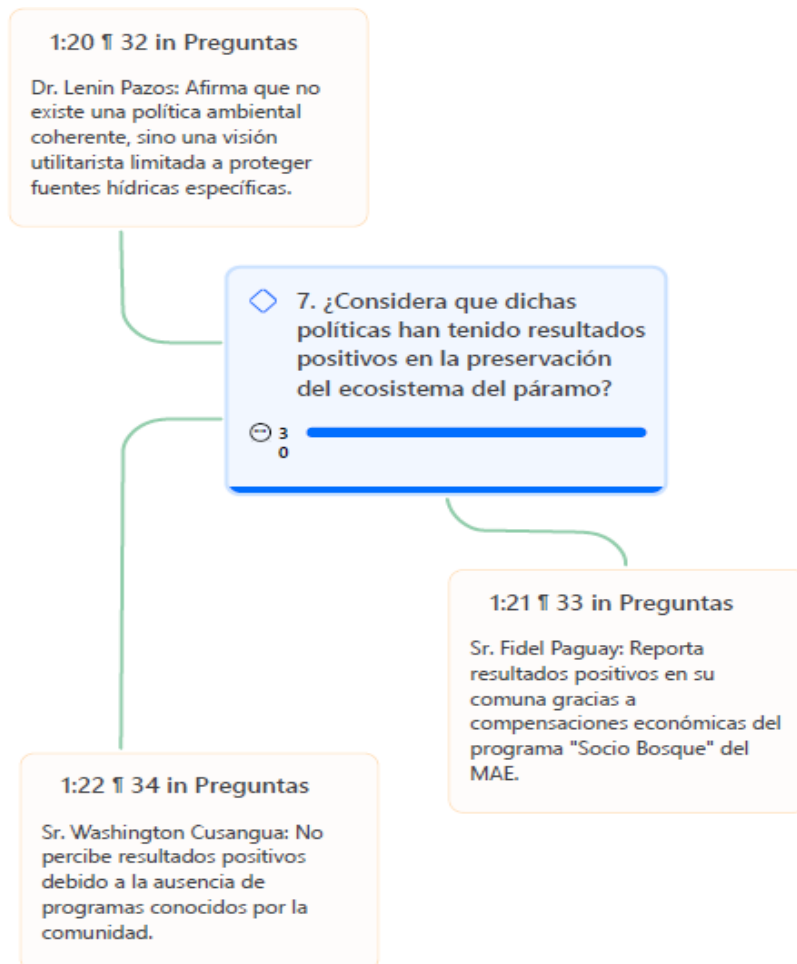 1:20 ¶ 32 in Preguntas
Dr. Lenin Pazos: Afirma que no
existe una política ambiental
coherente, sino una visión
utilitarista limitada a proteger
fuentes hídricas específicas.
7. ¿Considera que dichas
políticas han tenido resultados
positivos en la preservación
del ecosistema del páramo?
3
0
1:21 ¶ 33 in Preguntas
Sr. Fidel Paguay: Reporta
resultados positivos en su
comuna gracias a
compensaciones económicas del
programa "Socio Bosque" del
MAE.
1:22 ¶ 34 in Preguntas
Sr. Washington Cusangua: No
percibe resultados positivos
debido a la ausencia de
programas conocidos por la
comunidad.